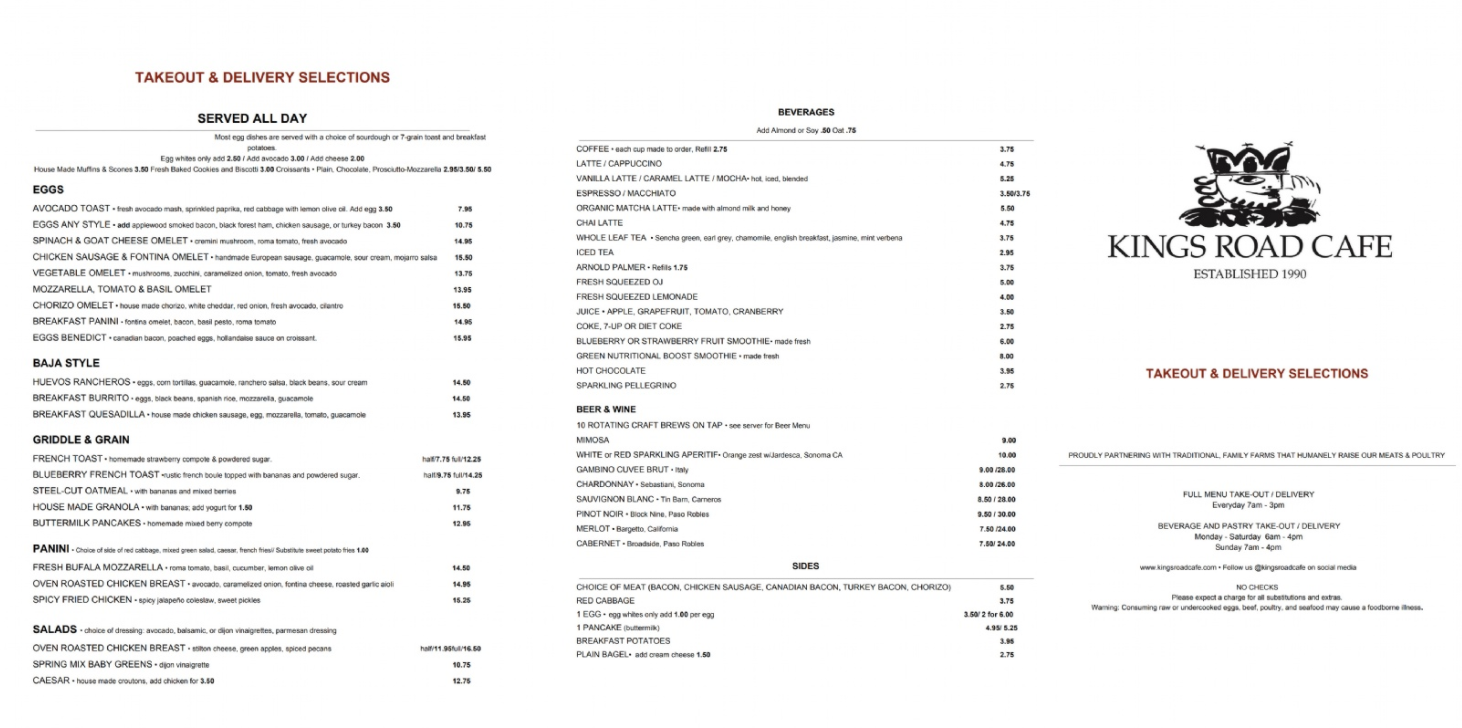 TAKEOUT & DELIVERY SELECTIONS
SERVED ALL DAY
Most egg dishes are served with a choice of sourdough or 7-grain toast and breakfast
potatoes.
Egg whites only add 2.50 / Add avocado 3.00 / Add cheese 2.00
House Made Muffins & Scones 3.50 Fresh Baked Cookies and Biscotti 3.00 Croissants • Plain, Chocolate, Prosciutto-Mozzarella 2.95/3.50/ 5.50
EGGS
AVOCADO TOAST • fresh avocado mash, sprinkled paprika, red cabbage with lemon olive oil. Add egg 3.50 7.95
EGGS ANY STYLE • add applewood smoked bacon, black forest ham, chicken sausage, or turkey bacon 3.50 10.75
SPINACH & GOAT CHEESE OMELET • cremini mushroom, roma tomato, fresh avocado 14.95
CHICKEN SAUSAGE & FONTINA OMELET • handmade European sausage, guacamole, sour cream, mojarro salsa 15.50
VEGETABLE OMELET • mushrooms, zucchini, caramelized onion, tomato, fresh avocado 13.75
MOZZARELLA, TOMATO & BASIL OMELET 13.95
CHORIZO OMELET • house made chorizo, white cheddar, red onion, fresh avocado, cilantro 15.50
BREAKFAST PANINI • fontina omelet, bacon, basil pesto, roma tomato 14.95
EGGS BENEDICT • canadian bacon, poached eggs, hollandaise sauce on croissant. 15.95
BAJA STYLE
HUEVOS RANCHEROS • eggs, corn tortillas, guacamole, ranchero salsa, black beans, sour cream 14.50
BREAKFAST BURRITO • eggs, black beans, spanish rice, mozzarella, guacamole 14.50
BREAKFAST QUESADILLA • house made chicken sausage, egg, mozzarella, tomato, guacamole 13.95
GRIDDLE & GRAIN
FRENCH TOAST • homemade strawberry compote & powdered sugar. half/7.75 full/12.25
BLUEBERRY FRENCH TOAST •rustic french boule topped with bananas and powdered sugar. half/9.75 full/14.25
STEEL-CUT OATMEAL • with bananas and mixed berries 9.75
HOUSE MADE GRANOLA • with bananas; add yogurt for 1.50 11.75
BUTTERMILK PANCAKES • homemade mixed berry compote 12.95
PANINI • Choice of side of red cabbage, mixed green salad, caesar, french fries// Substitute sweet potato fries 1.00
FRESH BUFALA MOZZARELLA • roma tomato, basil, cucumber, lemon olive oil 14.50
OVEN ROASTED CHICKEN BREAST • avocado, caramelized onion, fontina cheese, roasted garlic aioli 14.95
SPICY FRIED CHICKEN • spicy jalapeño coleslaw, sweet pickles 15.25
SALADS • choice of dressing: avocado, balsamic, or dijon vinaigrettes, parmesan dressing
OVEN ROASTED CHICKEN BREAST • stilton cheese, green apples, spiced pecans half/11.95full/16.50
SPRING MIX BABY GREENS • dijon vinaigrette 10.75
CAESAR • house made croutons, add chicken for 3.50 12.75
BEVERAGES
Add Almond or Soy .50 Oat .75
COFFEE • each cup made to order, Refill 2.75 3.75
LATTE / CAPPUCCINO 4.75
VANILLA LATTE / CARAMEL LATTE / MOCHA• hot, iced, blended 5.25
ESPRESSO / MACCHIATO 3.50/3.75
ORGANIC MATCHA LATTE• made with almond milk and honey 5.50
CHAI LATTE 4.75
WHOLE LEAF TEA • Sencha green, earl grey, chamomile, english breakfast, jasmine, mint verbena 3.75
ICED TEA 2.95
ARNOLD PALMER • Refills 1.75 3.75
FRESH SQUEEZED OJ 5.00
FRESH SQUEEZED LEMONADE 4.00
JUICE • APPLE, GRAPEFRUIT, TOMATO, CRANBERRY 3.50
COKE, 7-UP OR DIET COKE 2.75
BLUEBERRY OR STRAWBERRY FRUIT SMOOTHIE• made fresh 6.00
GREEN NUTRITIONAL BOOST SMOOTHIE • made fresh 8.00
HOT CHOCOLATE 3.95
SPARKLING PELLEGRINO 2.75
BEER & WINE
10 ROTATING CRAFT BREWS ON TAP • see server for Beer Menu
MIMOSA 9.00
WHITE or RED SPARKLING APERITIF• Orange zest w/Jardesca, Sonoma CA 10.00
GAMBINO CUVEE BRUT • Italy 9.00 /28.00
CHARDONNAY • Sebastiani, Sonoma 8.00 /26.00
SAUVIGNON BLANC • Tin Barn, Carneros 8.50 / 28.00
PINOT NOIR • Block Nine, Paso Robles 9.50 / 30.00
MERLOT • Bargetto, California 7.50 /24.00
CABERNET • Broadside, Paso Robles 7.50/ 24.00
SIDES
CHOICE OF MEAT (BACON, CHICKEN SAUSAGE, CANADIAN BACON, TURKEY BACON, CHORIZO) 5.50
RED CABBAGE 3.75
1 EGG • egg whites only add 1.00 per egg 3.50/ 2 for 6.00
1 PANCAKE (buttermilk) 4.95/ 5.25
BREAKFAST POTATOES 3.95
PLAIN BAGEL• add cream cheese 1.50 2.75
KINGS ROAD CAFE
ESTABLISHED 1990
TAKEOUT & DELIVERY SELECTIONS
PROUDLY PARTNERING WITH TRADITIONAL, FAMILY FARMS THAT HUMANELY RAISE OUR MEATS & POULTRY
FULL MENU TAKE-OUT / DELIVERY
Everyday 7am - 3pm
BEVERAGE AND PASTRY TAKE-OUT / DELIVERY
Monday - Saturday 6am - 4pm
Sunday 7am - 4pm
www.kingsroadcafe.com • Follow us @kingsroadcafe on social media
NO CHECKS
Please expect a charge for all substitutions and extras.
Warning: Consuming raw or undercooked eggs, beef, poultry, and seafood may cause a foodborne illness.